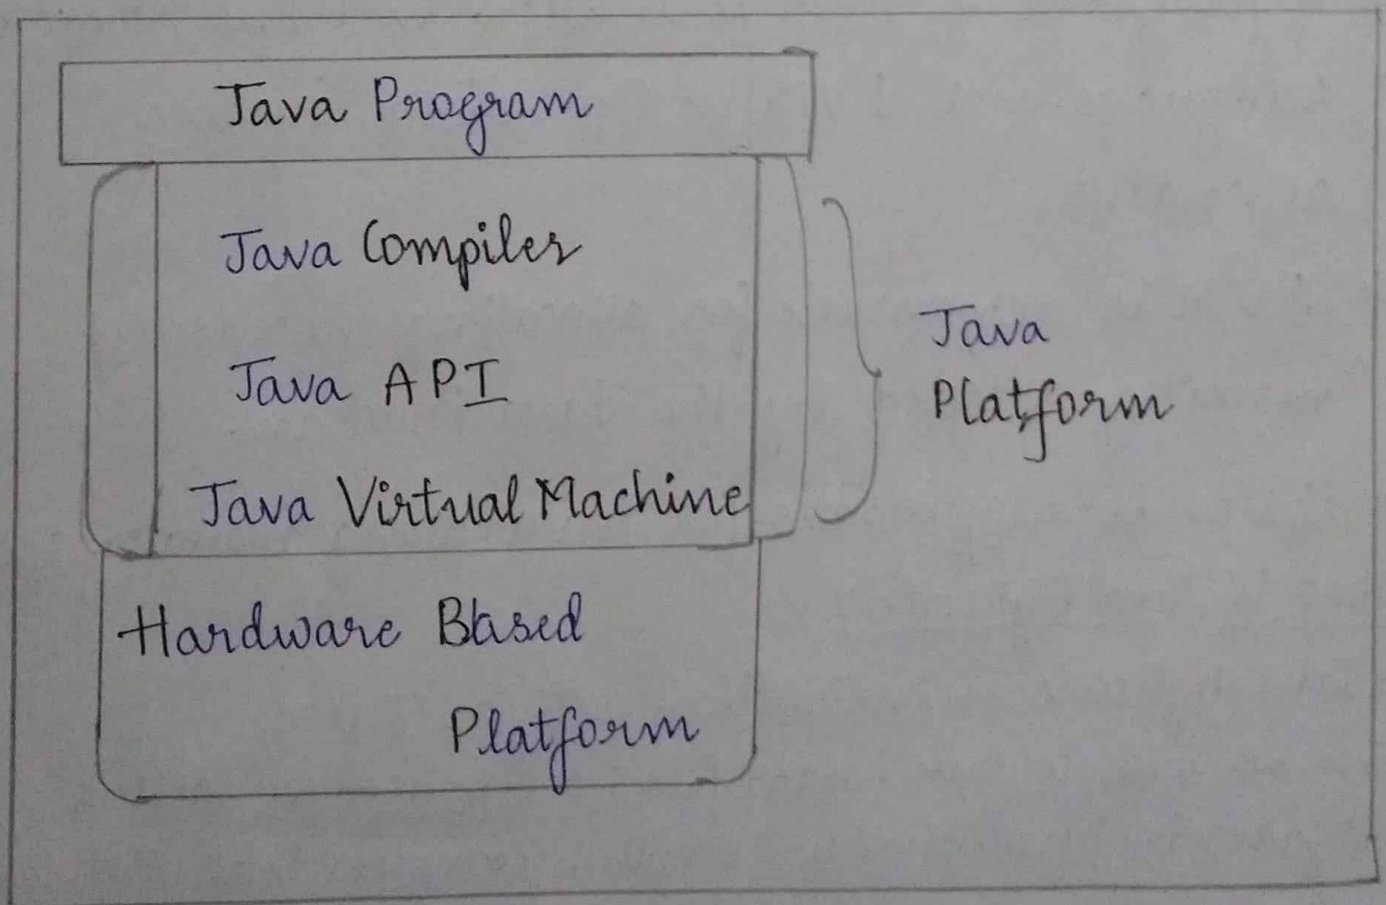 Java Program
Java Compiler
Java API
Java Virtual Machine
Java
Platform
Hardware Based
Platform